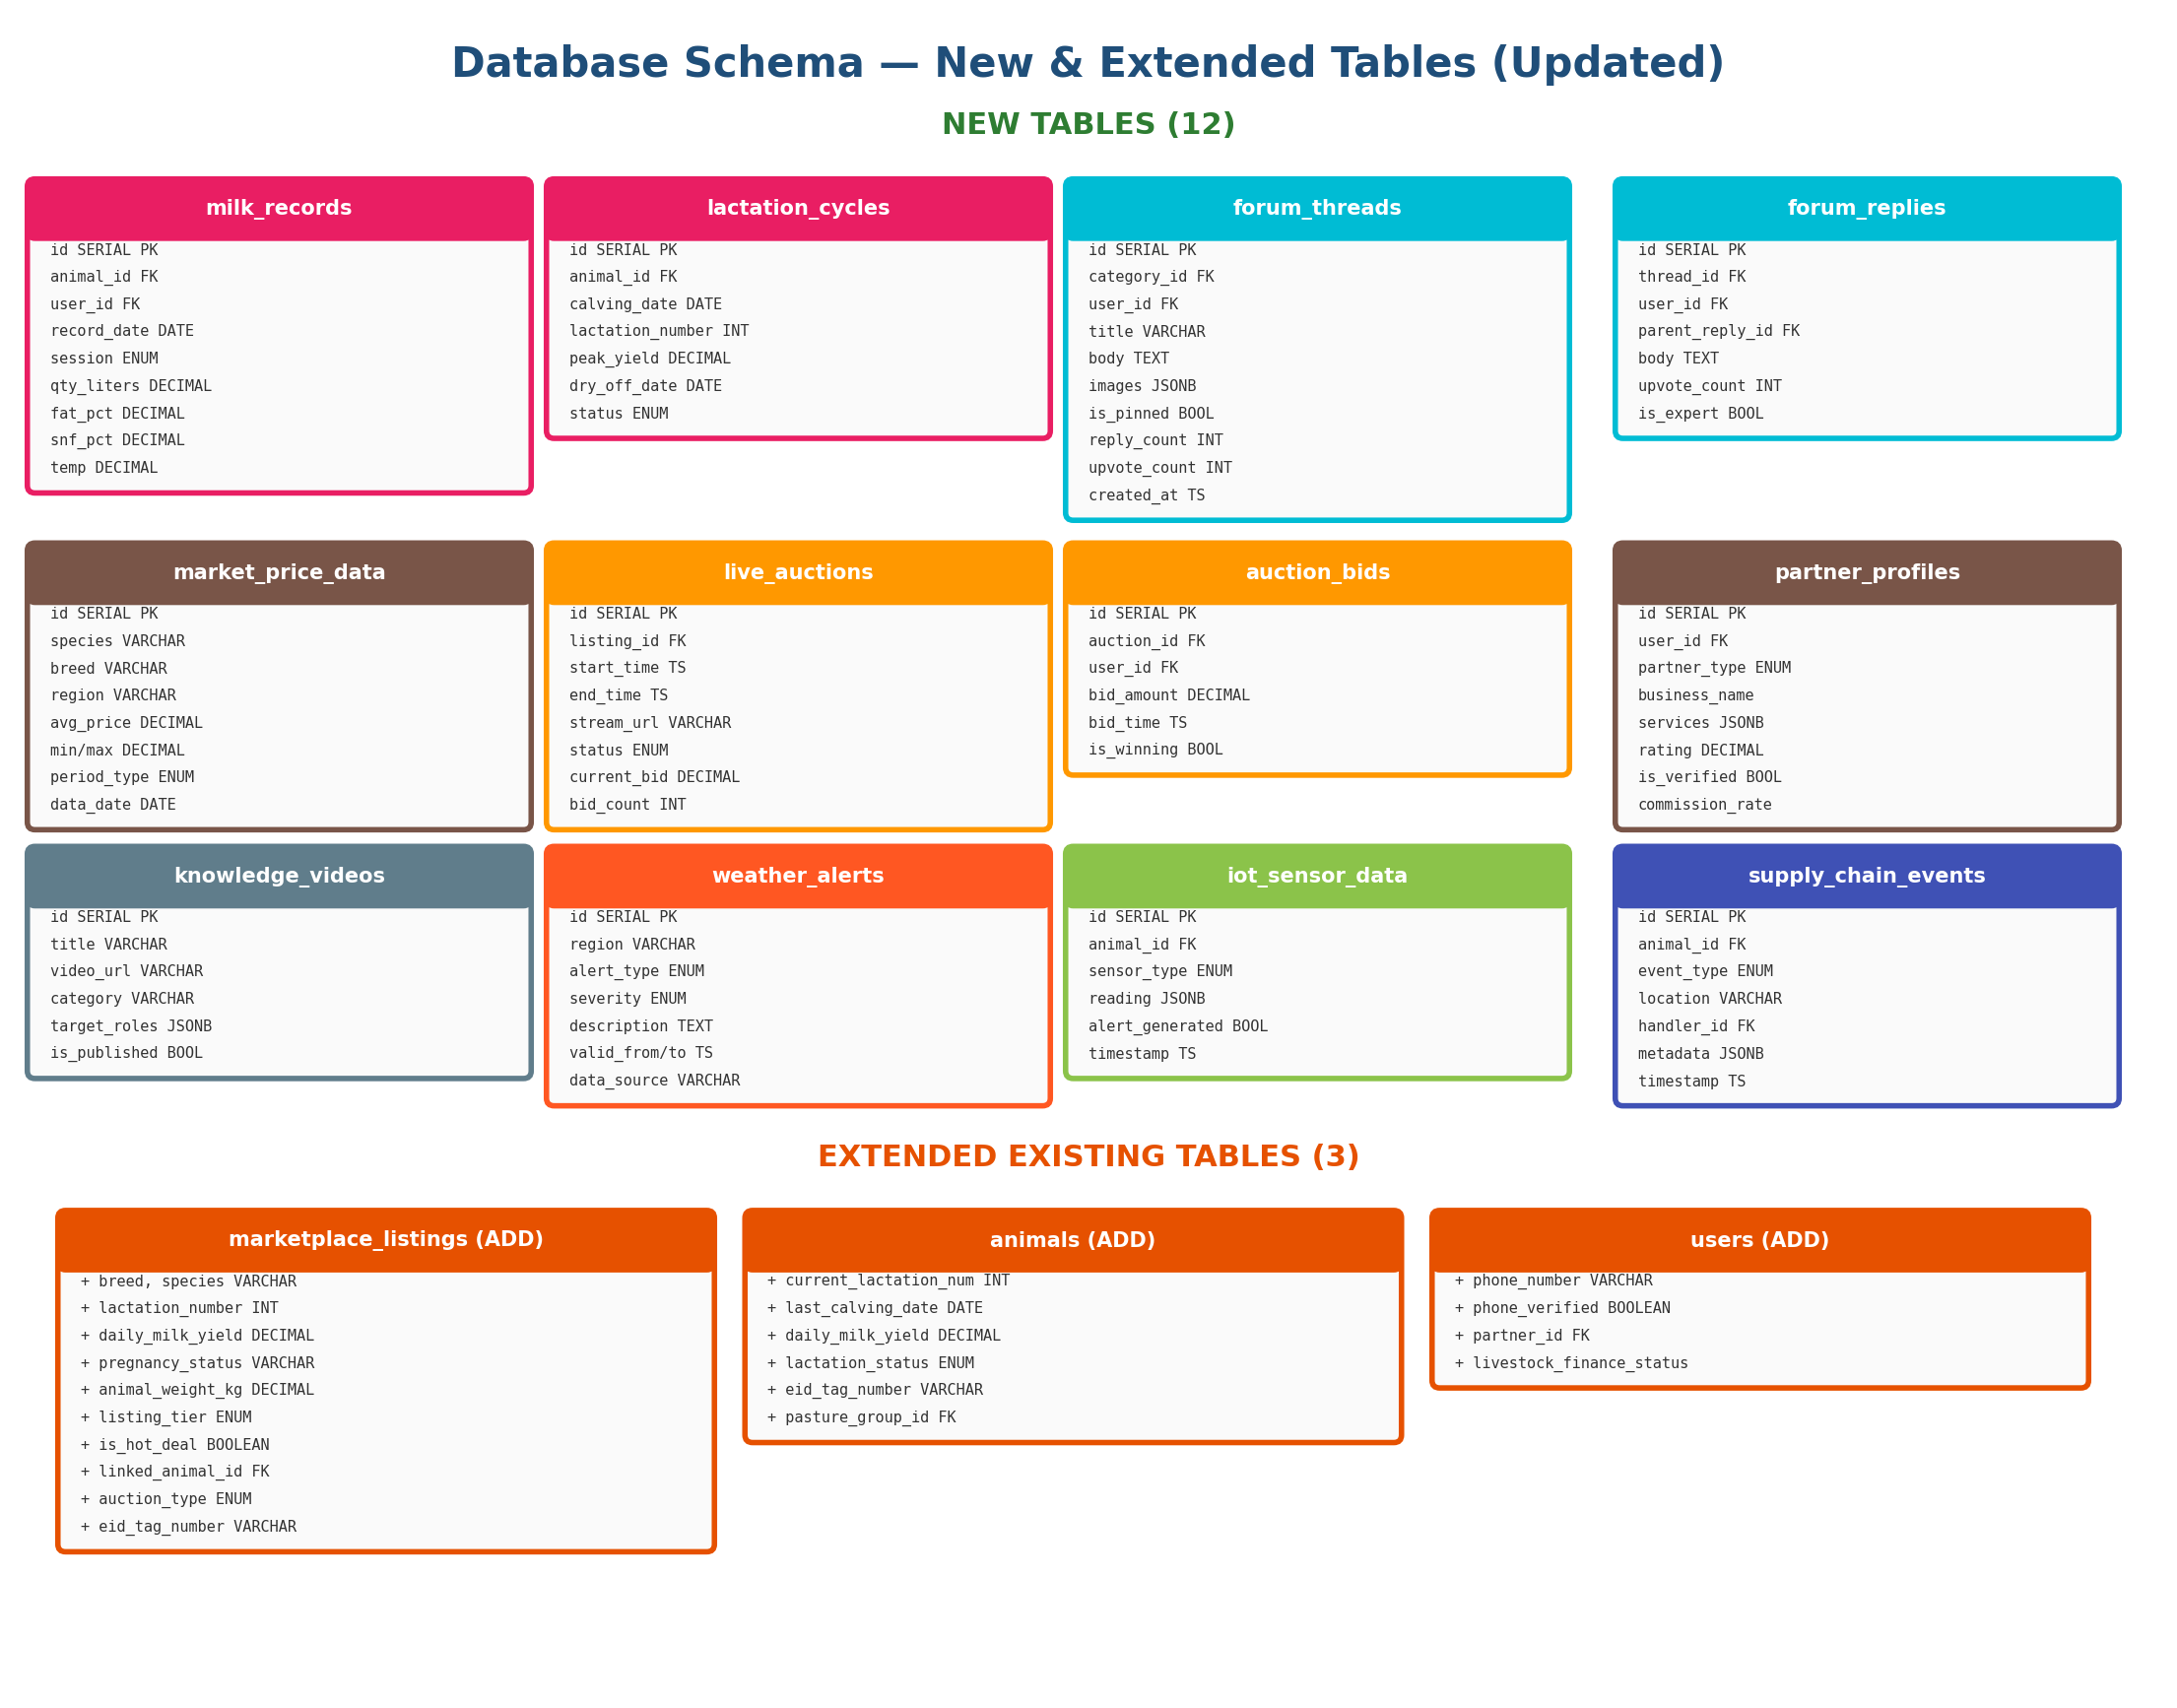 Database Schema — New & Extended Tables (Updated)
NEW TABLES (12)
milk_records
id SERIAL PK
animal_id FK
user_id FK
record_date DATE
session ENUM
qty_liters DECIMAL
fat_pct DECIMAL
snf_pct DECIMAL
temp DECIMAL
lactation_cycles
id SERIAL PK
animal_id FK
calving_date DATE
lactation_number INT
peak_yield DECIMAL
dry_off_date DATE
status ENUM
forum_threads
id SERIAL PK
category_id FK
user_id FK
title VARCHAR
body TEXT
images JSONB
is_pinned BOOL
reply_count INT
upvote_count INT
created_at TS
forum_replies
id SERIAL PK
thread_id FK
user_id FK
parent_reply_id FK
body TEXT
upvote_count INT
is_expert BOOL
market_price_data
id SERIAL PK
species VARCHAR
breed VARCHAR
region VARCHAR
avg_price DECIMAL
min/max DECIMAL
period_type ENUM
data_date DATE
live_auctions
id SERIAL PK
listing_id FK
start_time TS
end_time TS
stream_url VARCHAR
status ENUM
current_bid DECIMAL
bid_count INT
auction_bids
id SERIAL PK
auction_id FK
user_id FK
bid_amount DECIMAL
bid_time TS
is_winning BOOL
partner_profiles
id SERIAL PK
user_id FK
partner_type ENUM
business_name
services JSONB
rating DECIMAL
is_verified BOOL
commission_rate
knowledge_videos
id SERIAL PK
title VARCHAR
video_url VARCHAR
category VARCHAR
target_roles JSONB
is_published BOOL
weather_alerts
id SERIAL PK
region VARCHAR
alert_type ENUM
severity ENUM
description TEXT
valid_from/to TS
data_source VARCHAR
iot_sensor_data
id SERIAL PK
animal_id FK
sensor_type ENUM
reading JSONB
alert_generated BOOL
timestamp TS
supply_chain_events
id SERIAL PK
animal_id FK
event_type ENUM
location VARCHAR
handler_id FK
metadata JSONB
timestamp TS
EXTENDED EXISTING TABLES (3)
marketplace_listings (ADD)
+ breed, species VARCHAR
+ lactation_number INT
+ daily_milk_yield DECIMAL
+ pregnancy_status VARCHAR
+ animal_weight_kg DECIMAL
+ listing_tier ENUM
+ is_hot_deal BOOLEAN
+ linked_animal_id FK
+ auction_type ENUM
+ eid_tag_number VARCHAR
animals (ADD)
+ current_lactation_num INT
+ last_calving_date DATE
+ daily_milk_yield DECIMAL
+ lactation_status ENUM
+ eid_tag_number VARCHAR
+ pasture_group_id FK
users (ADD)
+ phone_number VARCHAR
+ phone_verified BOOLEAN
+ partner_id FK
+ livestock_finance_status